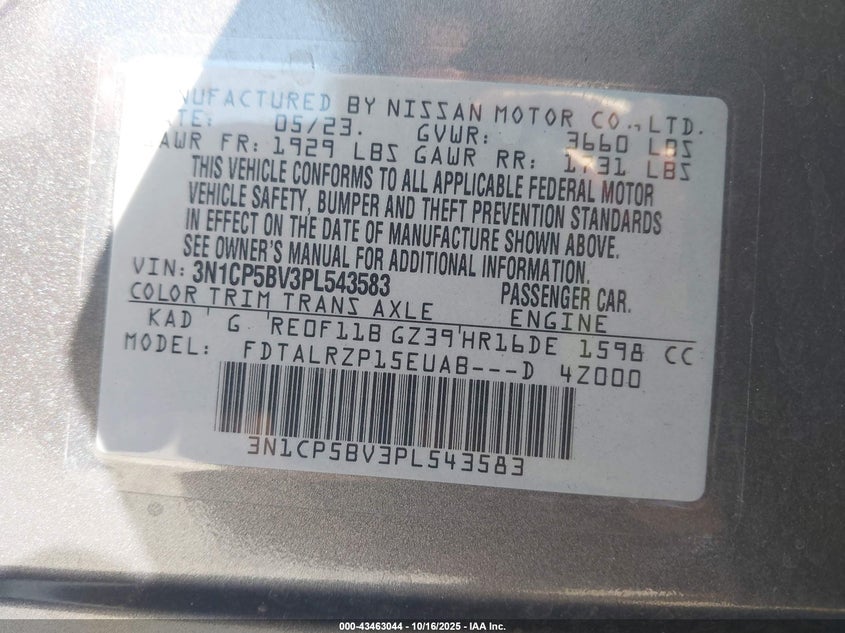 MANUFACTURED BY NISSAN MOTOR CO., LTD.
DATE: 05/23. GVWR: 3660 LBS
GAWR FR: 1929 LBS GAWR RR: 1731 LBS
THIS VEHICLE CONFORMS TO ALL APPLICABLE FEDERAL MOTOR
VEHICLE SAFETY, BUMPER AND THEFT PREVENTION STANDARDS
IN EFFECT ON THE DATE OF MANUFACTURE SHOWN ABOVE.
SEE OWNER'S MANUAL FOR ADDITIONAL INFORMATION.
VIN: 3N1CP5BV3PL543583 PASSENGER CAR.
COLOR TRIM TRANS AXLE ENGINE
KAD G RE0F11B GZ39 HR16DE 1598 CC
MODEL: FDTALRZP15EUAB---D 4Z000
3N1CP5BV3PL543583
000-43463044 - 10/16/2025 - IAA Inc.